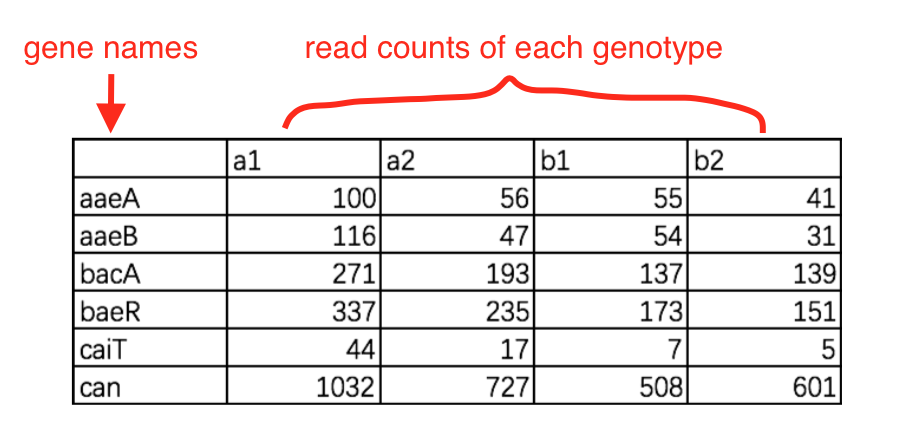 gene names read counts of each genotype
a1 a2 b1 b2
aaeA 100 56 55 41
aaeB 116 47 54 31
bacA 271 193 137 139
baeR 337 235 173 151
caiT 44 17 7 5
can 1032 727 508 601